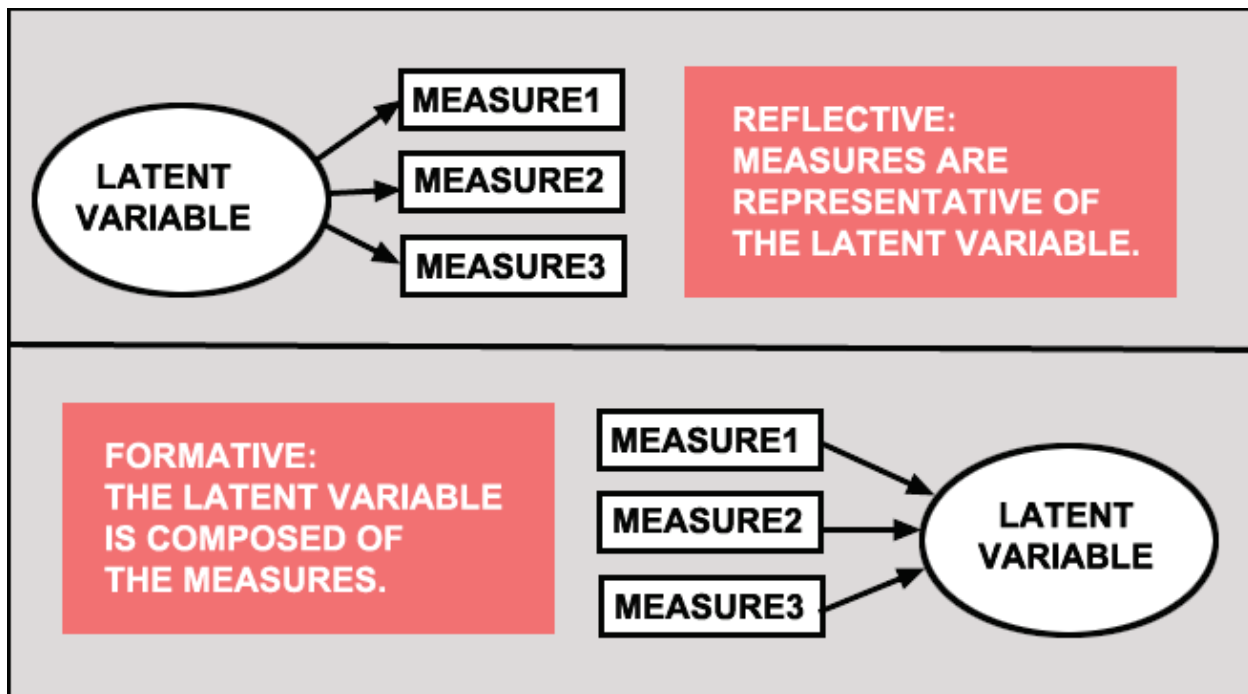 LATENT
VARIABLE
MEASURE1
MEASURE2
MEASURE3
REFLECTIVE:
MEASURES ARE
REPRESENTATIVE OF
THE LATENT VARIABLE.
FORMATIVE:
THE LATENT VARIABLE
IS COMPOSED OF
THE MEASURES.
MEASURE1
MEASURE2
MEASURE3
LATENT
VARIABLE